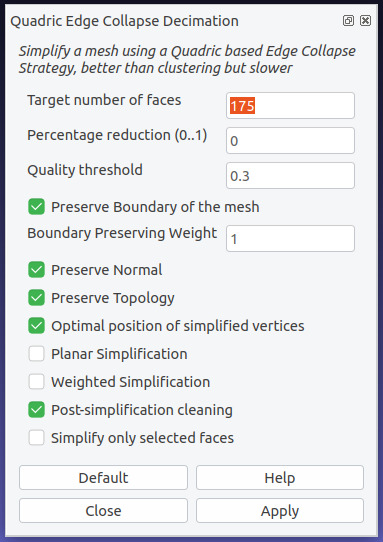 Quadric Edge Collapse Decimation
Simplify a mesh using a Quadric based Edge Collapse
Strategy, better than clustering but slower
Target number of faces 175
Percentage reduction (0..1) 0
Quality threshold 0.3
Preserve Boundary of the mesh
Boundary Preserving Weight 1
Preserve Normal
Preserve Topology
Optimal position of simplified vertices
Planar Simplification
Weighted Simplification
Post-simplification cleaning
Simplify only selected faces
Default Help
Close Apply